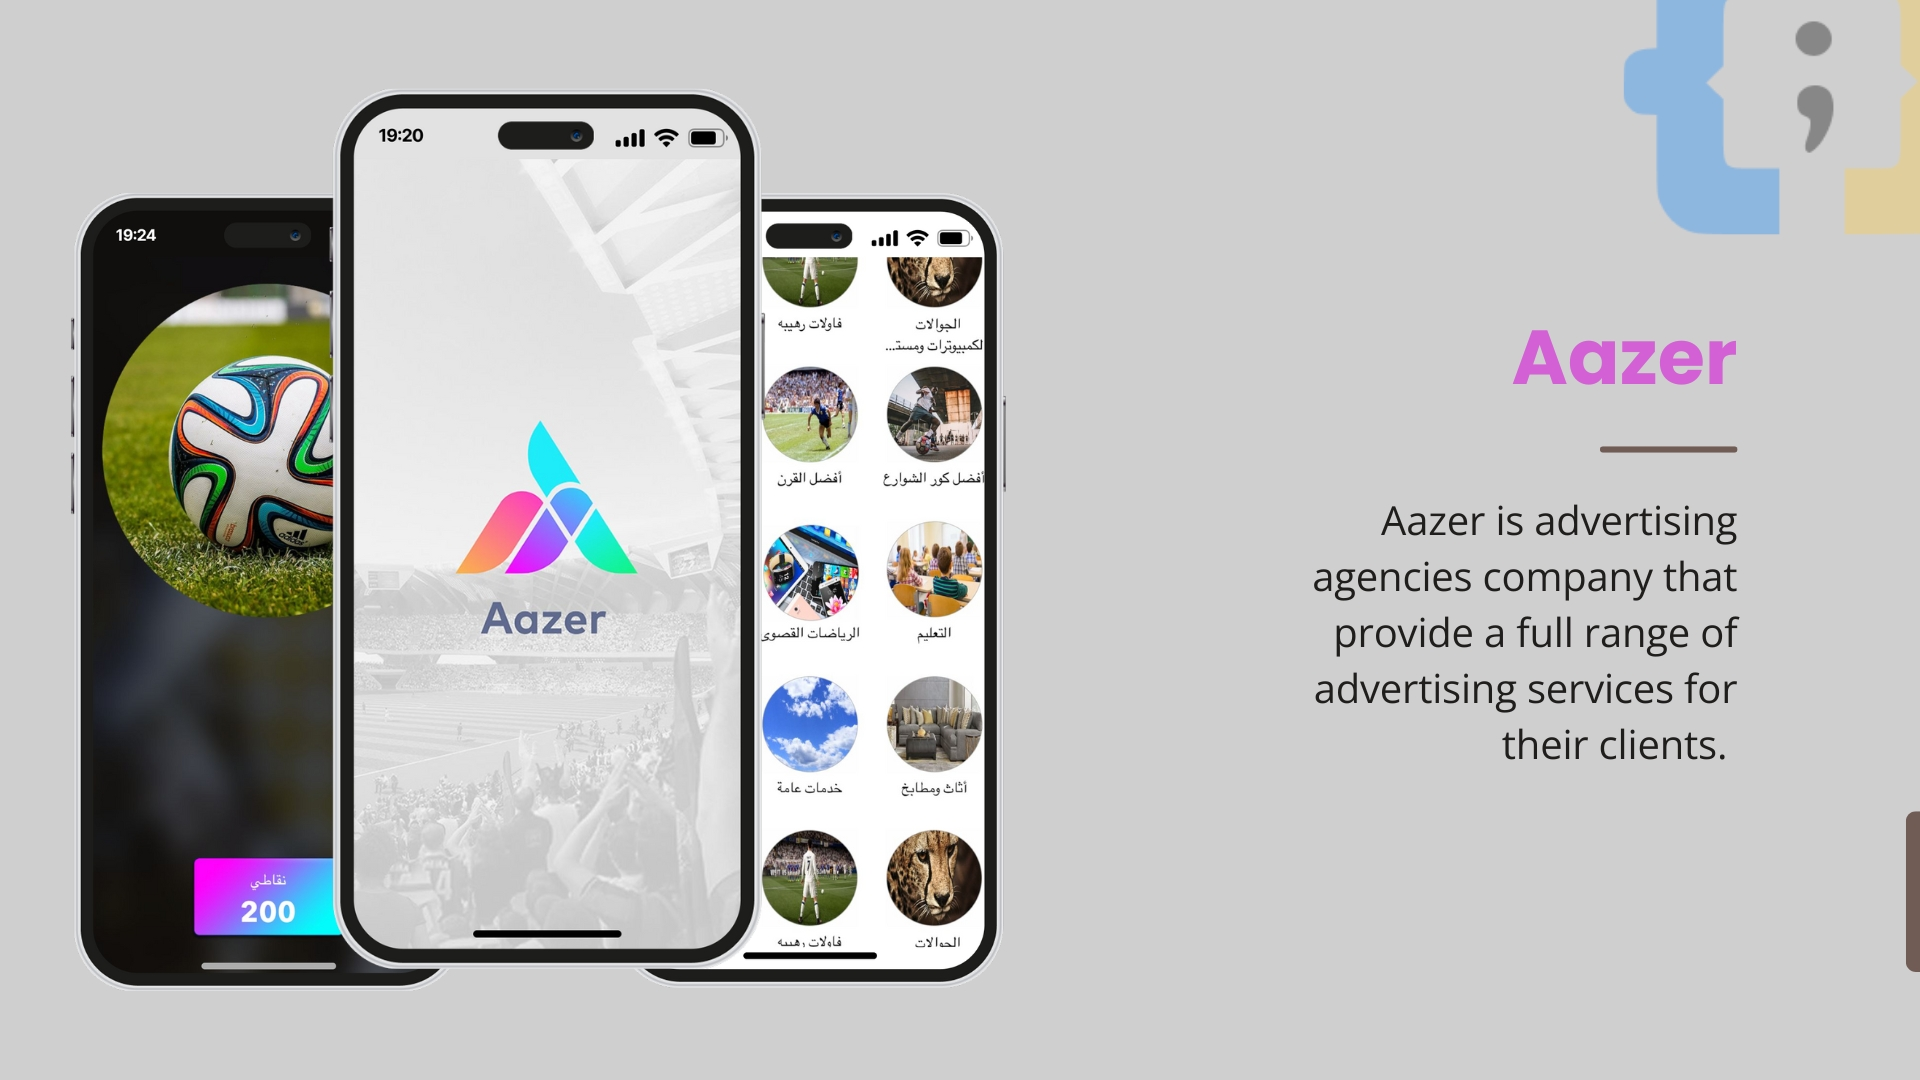 19:24
نقاطي
200
19:20
Aazer
فاولات رهيبه
الجوالات
لكمبيوترات ومستـ...
أفضل القرن
أفضل كور الشوارع
الرياضات القصوى
التعليم
خدمات عامة
أثاث ومطابخ
فاولات رهيبه
الجوالات
Aazer
Aazer is advertising
agencies company that
provide a full range of
advertising services for
their clients.